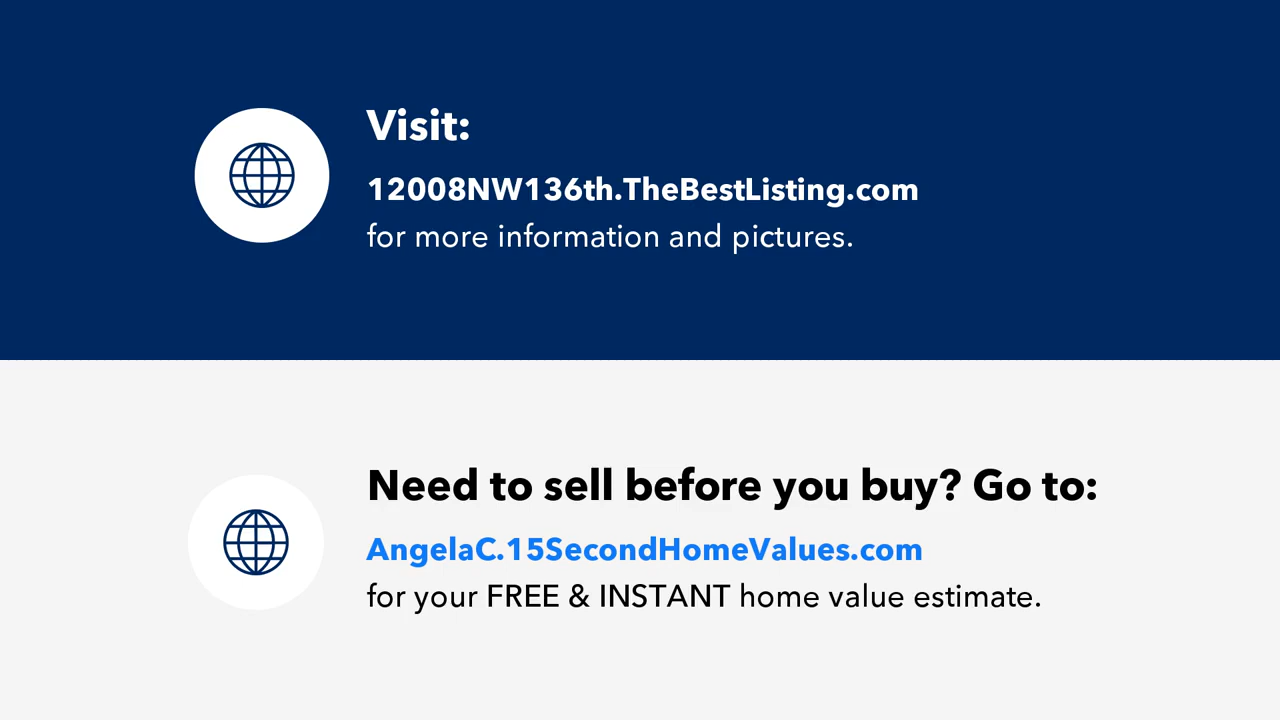 Visit:
12008NW136th.TheBestListing.com
for more information and pictures.
Need to sell before you buy? Go to:
AngelaC.15SecondHomeValues.com
for your FREE & INSTANT home value estimate.